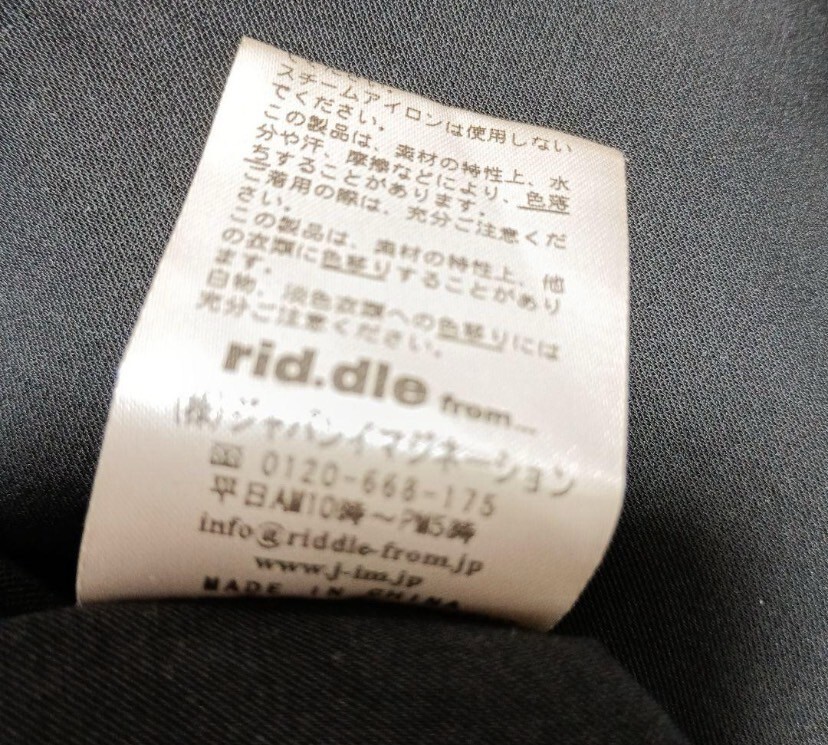 ください。
スチームアイロンは使用しない
でください。
この製品は、素材の特性上、水
分や汗、摩擦などにより、色落
ちすることがあります。
ご着用の際は、充分ご注意くだ
さい。
この製品は、素材の特性上、他
の衣類に色移りすることがあり
ます。
白物、淡色衣類への色移りには
充分ご注意ください。
rid.dle from...
(株)ジャパンイマジネーション
0120-668-175
平日AM10時～PM5時
info@riddle-from.jp
www.j-im.jp
MADE IN CHINA